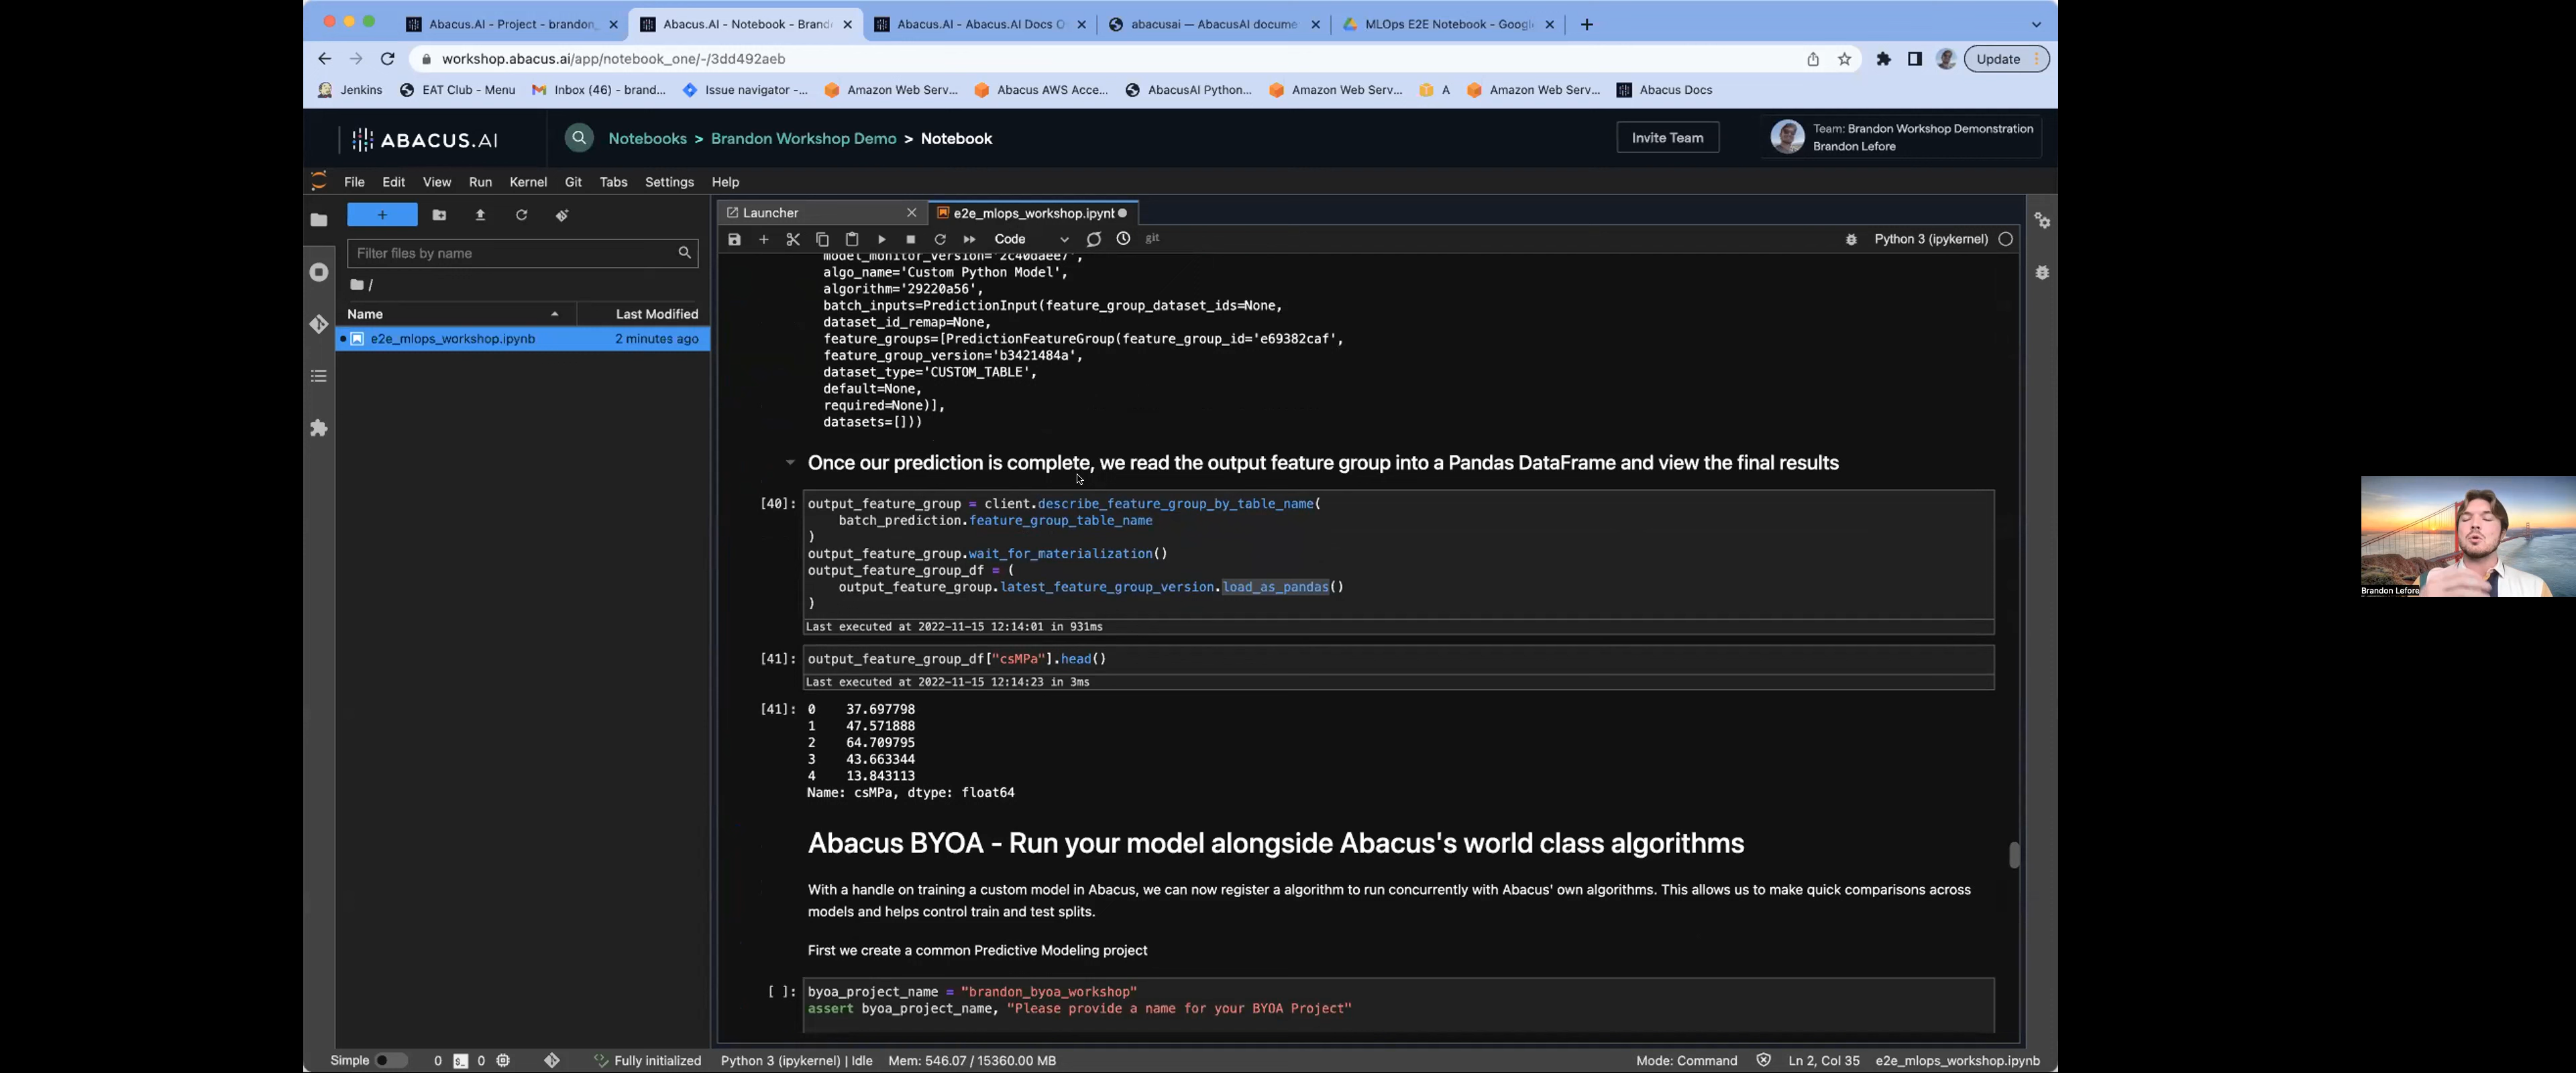 Abacus.AI - Project - brandon_
Abacus.AI - Notebook - Brand
Abacus.AI - Abacus.AI Docs O
abacusai — AbacusAI docume
MLOps E2E Notebook - Googl
workshop.abacus.ai/app/notebook_one/-/3dd492aeb
Update
Jenkins
EAT Club - Menu
Inbox (46) - brand...
Issue navigator -...
Amazon Web Serv...
Abacus AWS Acce...
AbacusAI Python...
Amazon Web Serv...
A
Amazon Web Serv...
Abacus Docs
ABACUS.AI
Notebooks > Brandon Workshop Demo > Notebook
Invite Team
Team: Brandon Workshop Demonstration
Brandon Lefore
File Edit View Run Kernel Git Tabs Settings Help
+
Launcher
e2e_mlops_workshop.ipynb
Code
git
Python 3 (ipykernel)
Filter files by name
/
Name Last Modified
e2e_mlops_workshop.ipynb 2 minutes ago
model_monitor_version='2c40daee7',
algo_name='Custom Python Model',
algorithm='29220a56',
batch_inputs=PredictionInput(feature_group_dataset_ids=None,
dataset_id_remap=None,
feature_groups=[PredictionFeatureGroup(feature_group_id='e69382caf',
feature_group_version='b3421484a',
dataset_type='CUSTOM_TABLE',
default=None,
required=None)],
datasets=[]))
Once our prediction is complete, we read the output feature group into a Pandas DataFrame and view the final results
[40]: output_feature_group = client.describe_feature_group_by_table_name(
batch_prediction.feature_group_table_name
)
output_feature_group.wait_for_materialization()
output_feature_group_df = (
output_feature_group.latest_feature_group_version.load_as_pandas()
)
Last executed at 2022-11-15 12:14:01 in 931ms
[41]: output_feature_group_df["csMPa"].head()
Last executed at 2022-11-15 12:14:23 in 3ms
[41]: 0 37.697798
1 47.571888
2 64.709795
3 43.663344
4 13.843113
Name: csMPa, dtype: float64
Abacus BYOA - Run your model alongside Abacus's world class algorithms
With a handle on training a custom model in Abacus, we can now register a algorithm to run concurrently with Abacus' own algorithms. This allows us to make quick comparisons across
models and helps control train and test splits.
First we create a common Predictive Modeling project
[ ]: byoa_project_name = "brandon_byoa_workshop"
assert byoa_project_name, "Please provide a name for your BYOA Project"
Simple 0 $_ 0 Fully initialized Python 3 (ipykernel) | Idle Mem: 546.07 / 15360.00 MB
Mode: Command Ln 2, Col 35 e2e_mlops_workshop.ipynb
Brandon Lefore